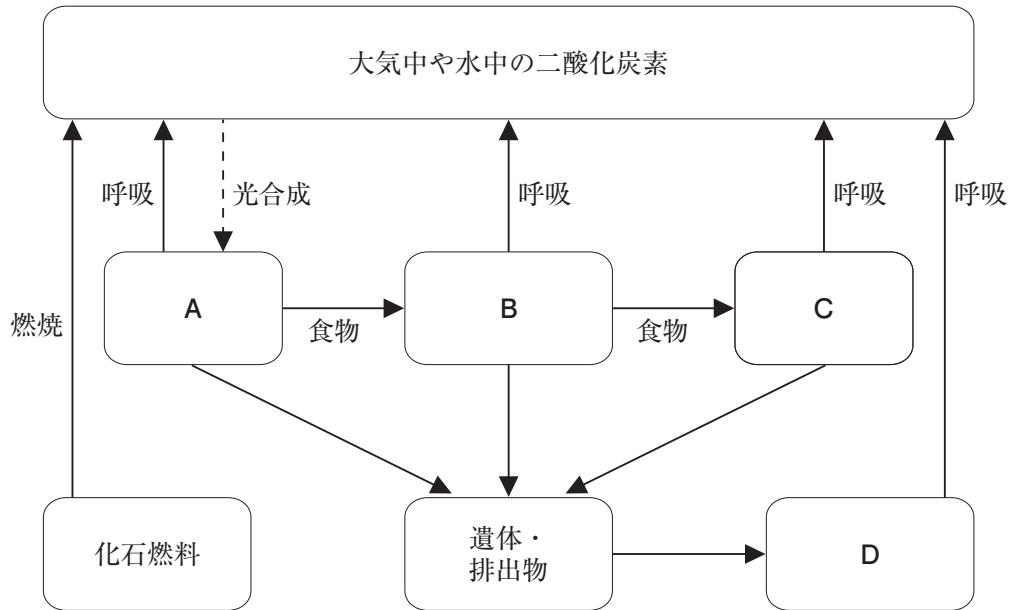 大気中や水中の二酸化炭素
呼吸
光合成
呼吸
呼吸
呼吸
燃焼
A
食物
B
食物
C
化石燃料
遺体・
排出物
D